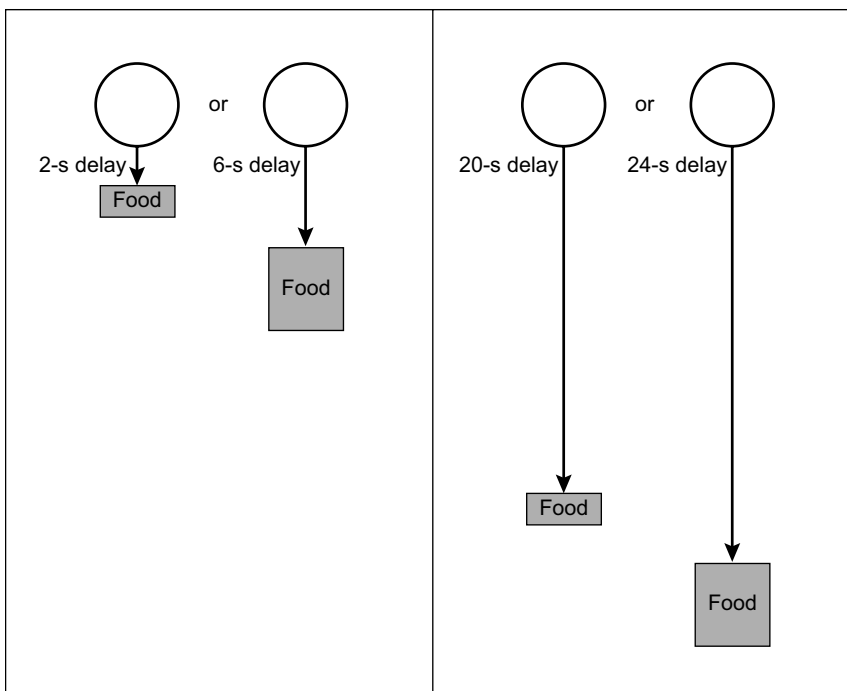 or
2-s delay
6-s delay
Food
Food
or
20-s delay
24-s delay
Food
Food